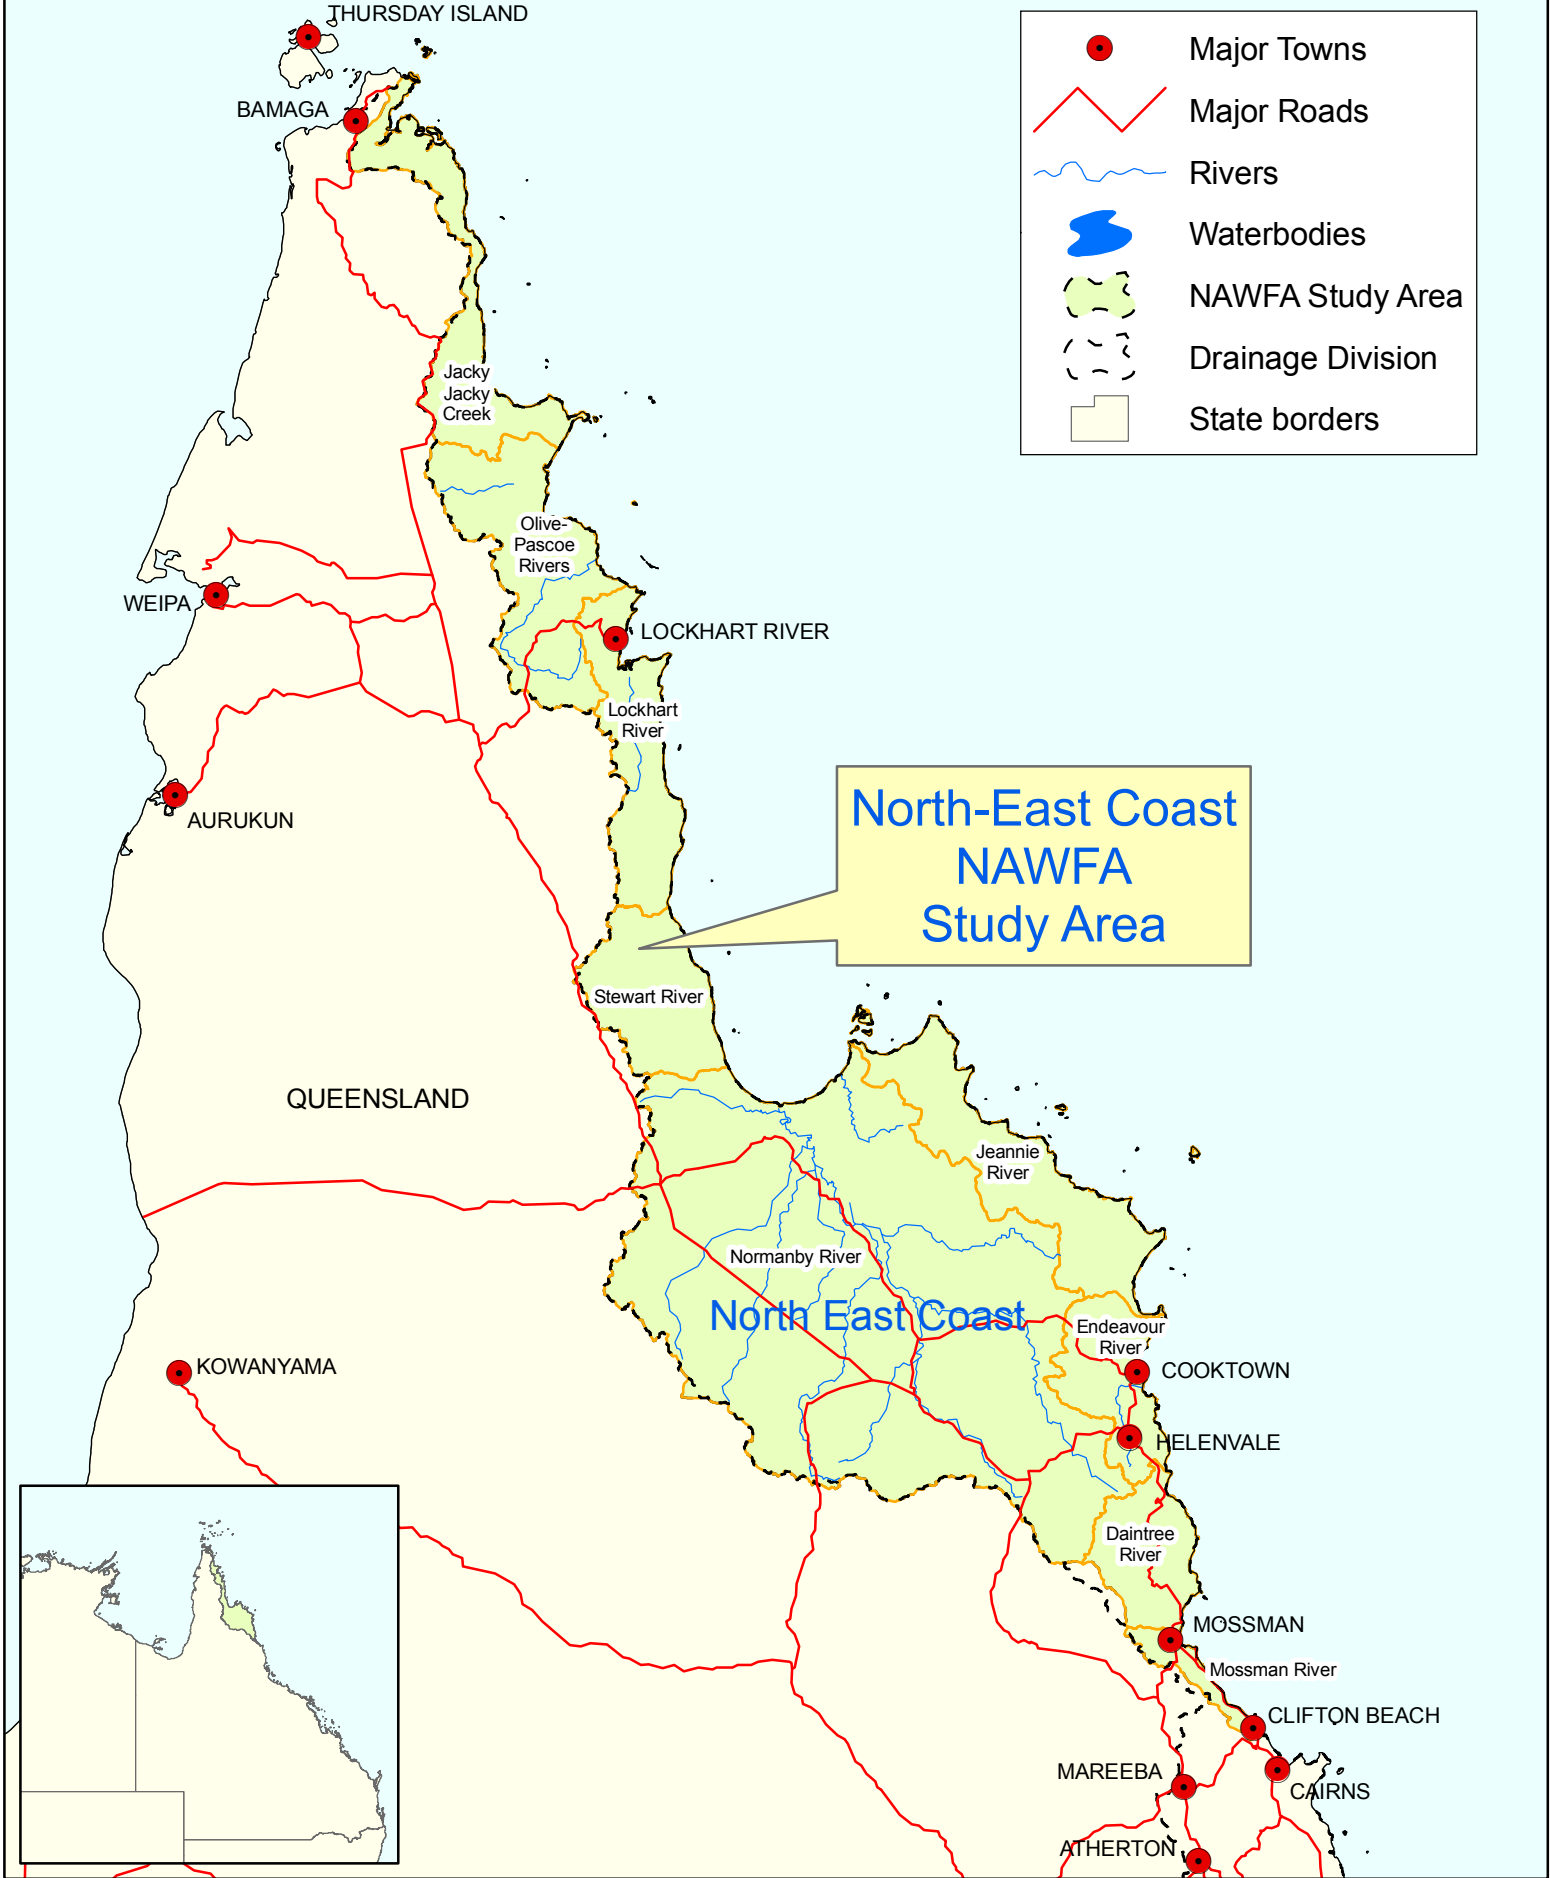 THURSDAY ISLAND
BAMAGA
Major Towns
Major Roads
Rivers
Waterbodies
NAWFA Study Area
Drainage Division
State borders
Jacky
Jacky
Creek
Olive-
Pascoe
Rivers
WEIPA
LOCKHART RIVER
Lockhart
River
AURUKUN
North-East Coast
NAWFA
Study Area
Stewart River
QUEENSLAND
Jeannie
River
Normanby River
North East Coast
Endeavour
River
KOWANYAMA
COOKTOWN
HELENVALE
Daintree
River
MOSSMAN
Mossman River
CLIFTON BEACH
MAREEBA
CAIRNS
ATHERTON